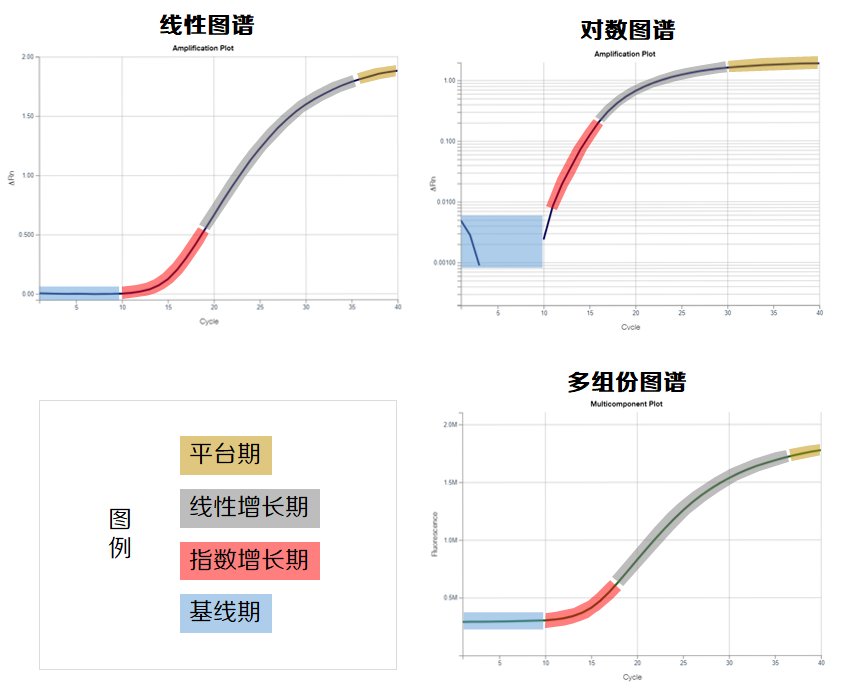 线性图谱
Amplification Plot
2.00
1.50
1.00
0.500
0.00
ΔRn
5 10 15 20 25 30 35 40
Cycle
对数图谱
Amplification Plot
1.00
0.100
0.0100
0.00100
ΔRn
5 10 15 20 25 30 35 40
Cycle
图例
平台期
线性增长期
指数增长期
基线期
多组份图谱
Multicomponent Plot
2.0M
1.5M
1.0M
0.5M
Fluorescence
5 10 15 20 25 30 35 40
Cycle